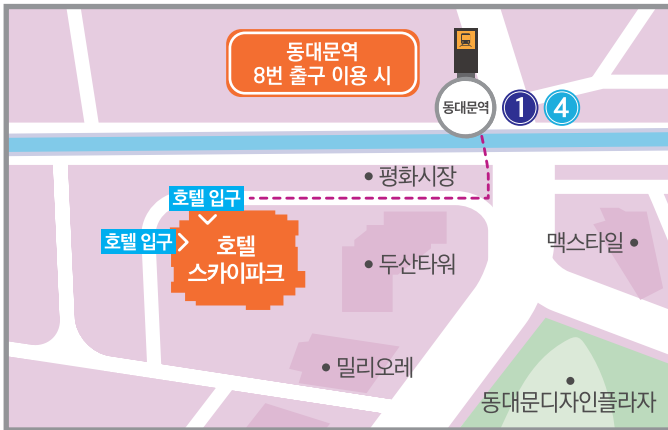 동대문역
8번 출구 이용 시
동대문역
1
4
평화시장
호텔 입구
호텔 입구
호텔
스카이파크
두산타워
맥스타일
밀리오레
동대문디자인플라자